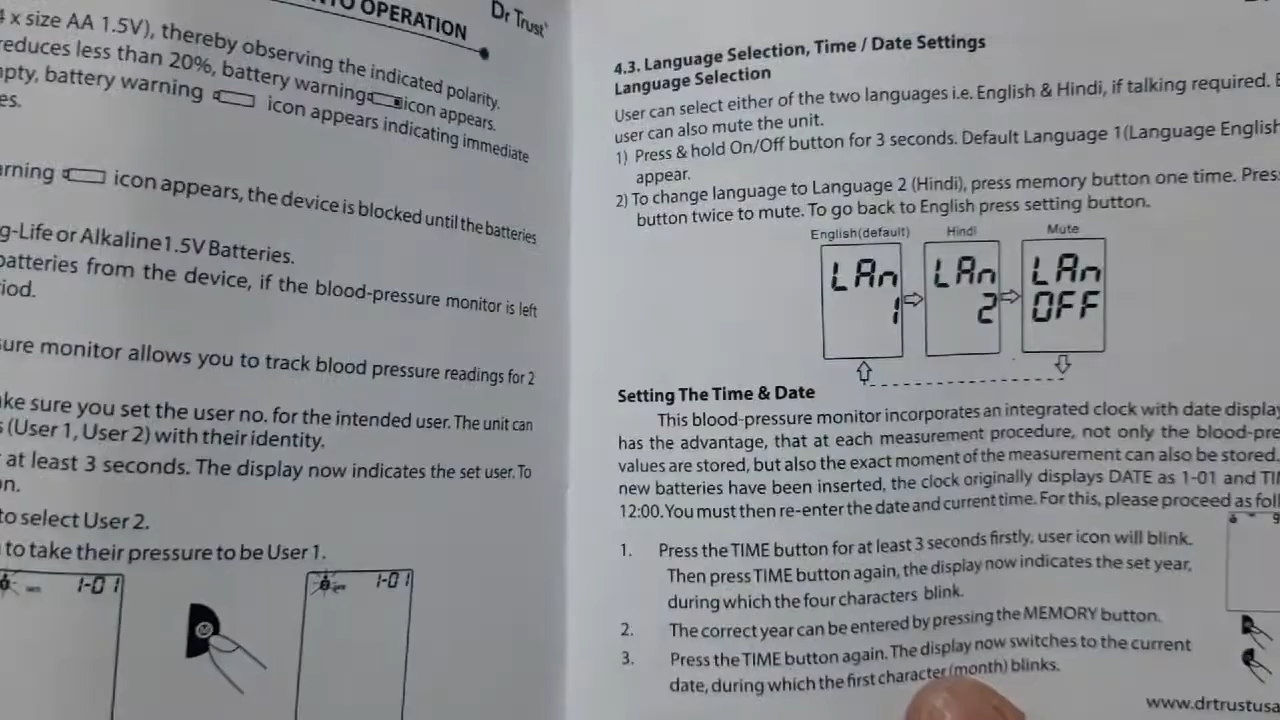 INTO OPERATION
Dr Trust
4 x size AA 1.5V), thereby observing the indicated polarity.
reduces less than 20%, battery warning icon appears.
pty, battery warning icon appears indicating immediate
es.
rning icon appears, the device is blocked until the batteries
g-Life or Alkaline 1.5V Batteries.
batteries from the device, if the blood-pressure monitor is left
iod.
sure monitor allows you to track blood pressure readings for 2
ke sure you set the user no. for the intended user. The unit can
s (User 1, User 2) with their identity.
at least 3 seconds. The display now indicates the set user. To
on.
to select User 2.
to take their pressure to be User 1.
1-01
M
1-01
4.3. Language Selection, Time / Date Settings
Language Selection
User can select either of the two languages i.e. English & Hindi, if talking required.
user can also mute the unit.
1) Press & hold On/Off button for 3 seconds. Default Language 1(Language English
appear.
2) To change language to Language 2 (Hindi), press memory button one time. Pres
button twice to mute. To go back to English press setting button.
English(default) Hindi Mute
LAn LAn LAn
1 2 OFF
Setting The Time & Date
This blood-pressure monitor incorporates an integrated clock with date display
has the advantage, that at each measurement procedure, not only the blood-pre
values are stored, but also the exact moment of the measurement can also be stored.
new batteries have been inserted, the clock originally displays DATE as 1-01 and TI
12:00. You must then re-enter the date and current time. For this, please proceed as foll
1. Press the TIME button for at least 3 seconds firstly, user icon will blink.
Then press TIME button again, the display now indicates the set year,
during which the four characters blink.
2. The correct year can be entered by pressing the MEMORY button.
3. Press the TIME button again. The display now switches to the current
date, during which the first character (month) blinks.
www.drtrustusa